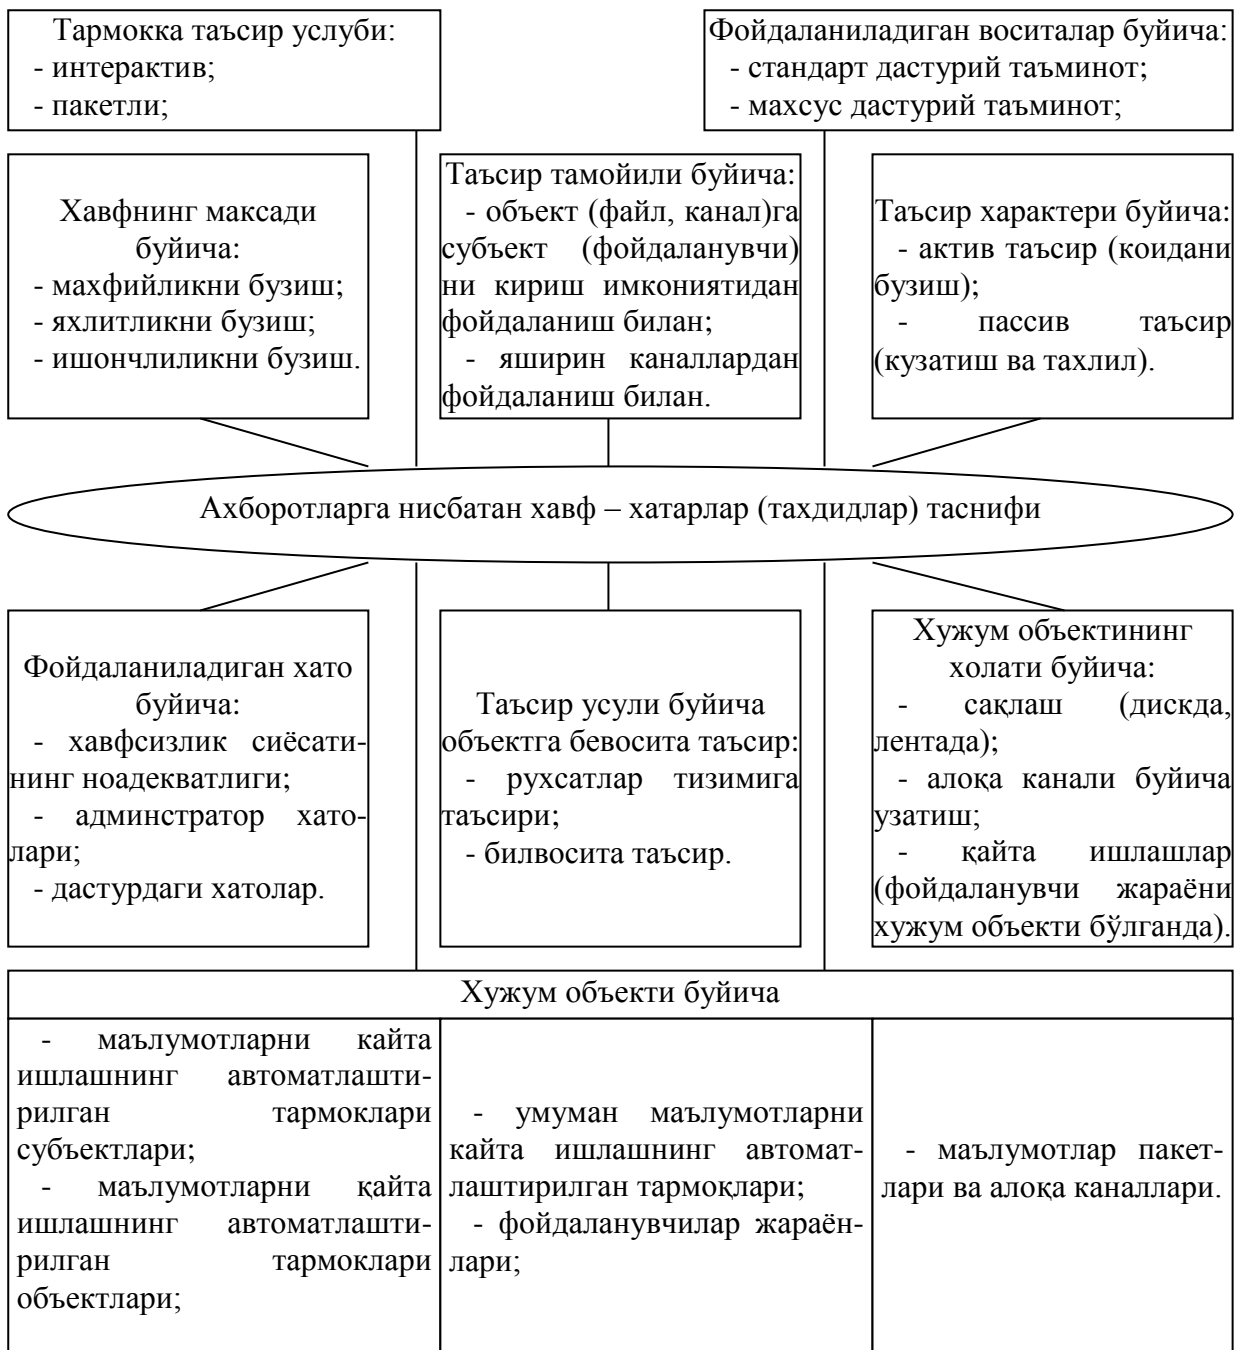 Тармокка таъсир услуби:
- интерактив;
- пакетли;
Фойдаланиладиган воситалар буйича:
- стандарт дастурий таъминот;
- махсус дастурий таъминот;
Хавфнинг максади
буйича:
- махфийликни бузиш;
- яхлитликни бузиш;
- ишончлиликни бузиш.
Таъсир тамойили буйича:
- объект (файл, канал)га
субъект (фойдаланувчи)
ни кириш имкониятидан
фойдаланиш билан;
- яширин каналлардан
фойдаланиш билан.
Таъсир характери буйича:
- актив таъсир (коидани
бузиш);
- пассив таъсир
(кузатиш ва тахлил).
Ахборотларга нисбатан хавф – хатарлар (тахдидлар) таснифи
Фойдаланиладиган хато
буйича:
- хавфсизлик сиёсати-
нинг ноадекватлиги;
- админстратор хато-
лари;
- дастурдаги хатолар.
Таъсир усули буйича
объектга бевосита таъсир:
- рухсатлар тизимига
таъсири;
- билвосита таъсир.
Хужум объектининг
холати буйича:
- сақлаш (дискда,
лентада);
- алоқа канали буйича
узатиш;
- қайта ишлашлар
(фойдаланувчи жараёни
хужум объекти бўлганда).
Хужум объекти буйича
- маълумотларни кайта
ишлашнинг автоматлашти-
рилган тармоклари
субъектлари;
- маълумотларни қайта
ишлашнинг автоматлашти-
рилган тармоклари
объектлари;
- умуман маълумотларни
кайта ишлашнинг автомат-
лаштирилган тармоқлари;
- фойдаланувчилар жараён-
лари;
- маълумотлар пакет-
лари ва алоқа каналлари.